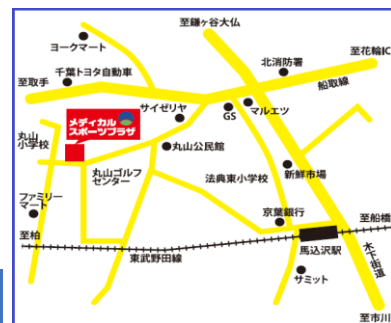 至鎌ヶ谷大仏
ヨークマート
至花輪IC
北消防署
千葉トヨタ自動車
船取線
至取手
サイゼリヤ
マルエツ
GS
メディカル
スポーツプラザ
丸山
小学校
丸山公民館
丸山ゴルフ
センター
新鮮市場
法典東小学校
ファミリー
マート
京葉銀行
至船橋
至柏
馬込沢駅
東武野田線
木下街道
サミット
至市川